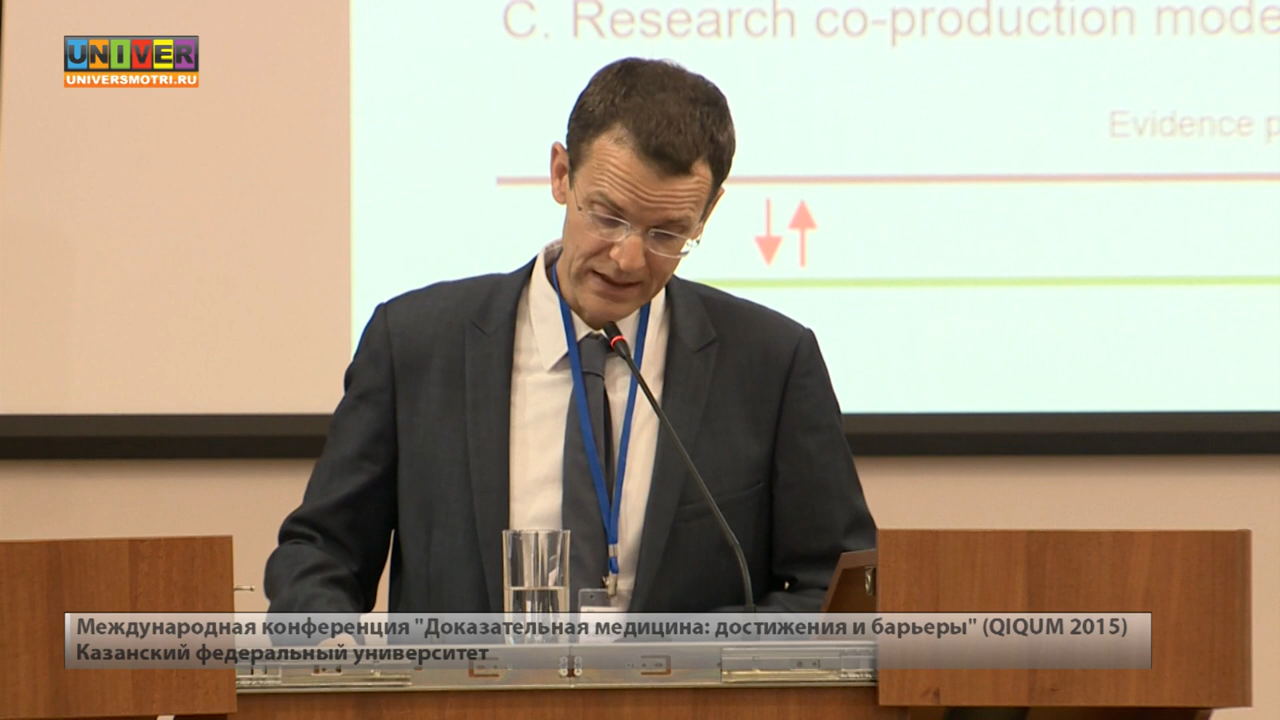 C. Research co-production mode
UNIVER
UNIVERSMOTRI.RU
Evidence p
Международная конференция "Доказательная медицина: достижения и барьеры" (QIQUM 2015)
Казанский федеральный университет